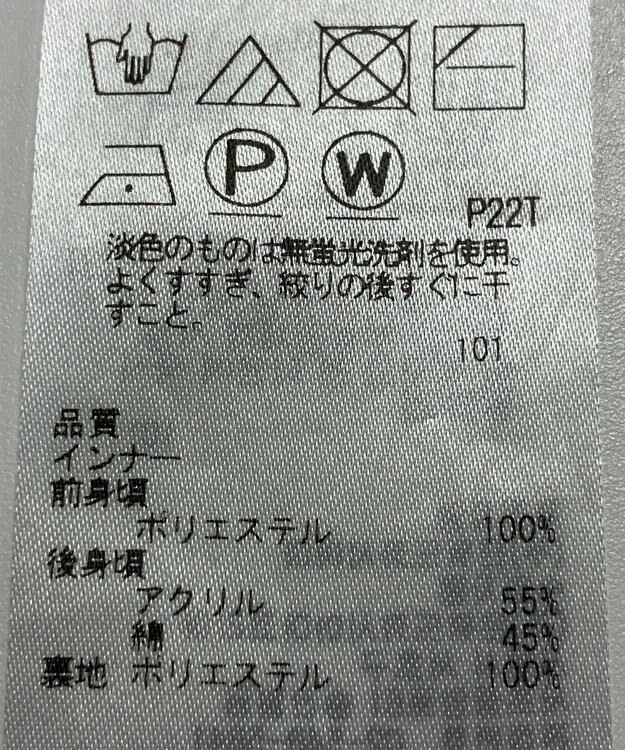 P W
P22T
淡色のものは無蛍光洗剤を使用。
よくすすぎ、絞りの後すぐに干
すこと。
101
品質
インナー
前身頃
ポリエステル 100%
後身頃
アクリル 55%
綿 45%
裏地 ポリエステル 100%